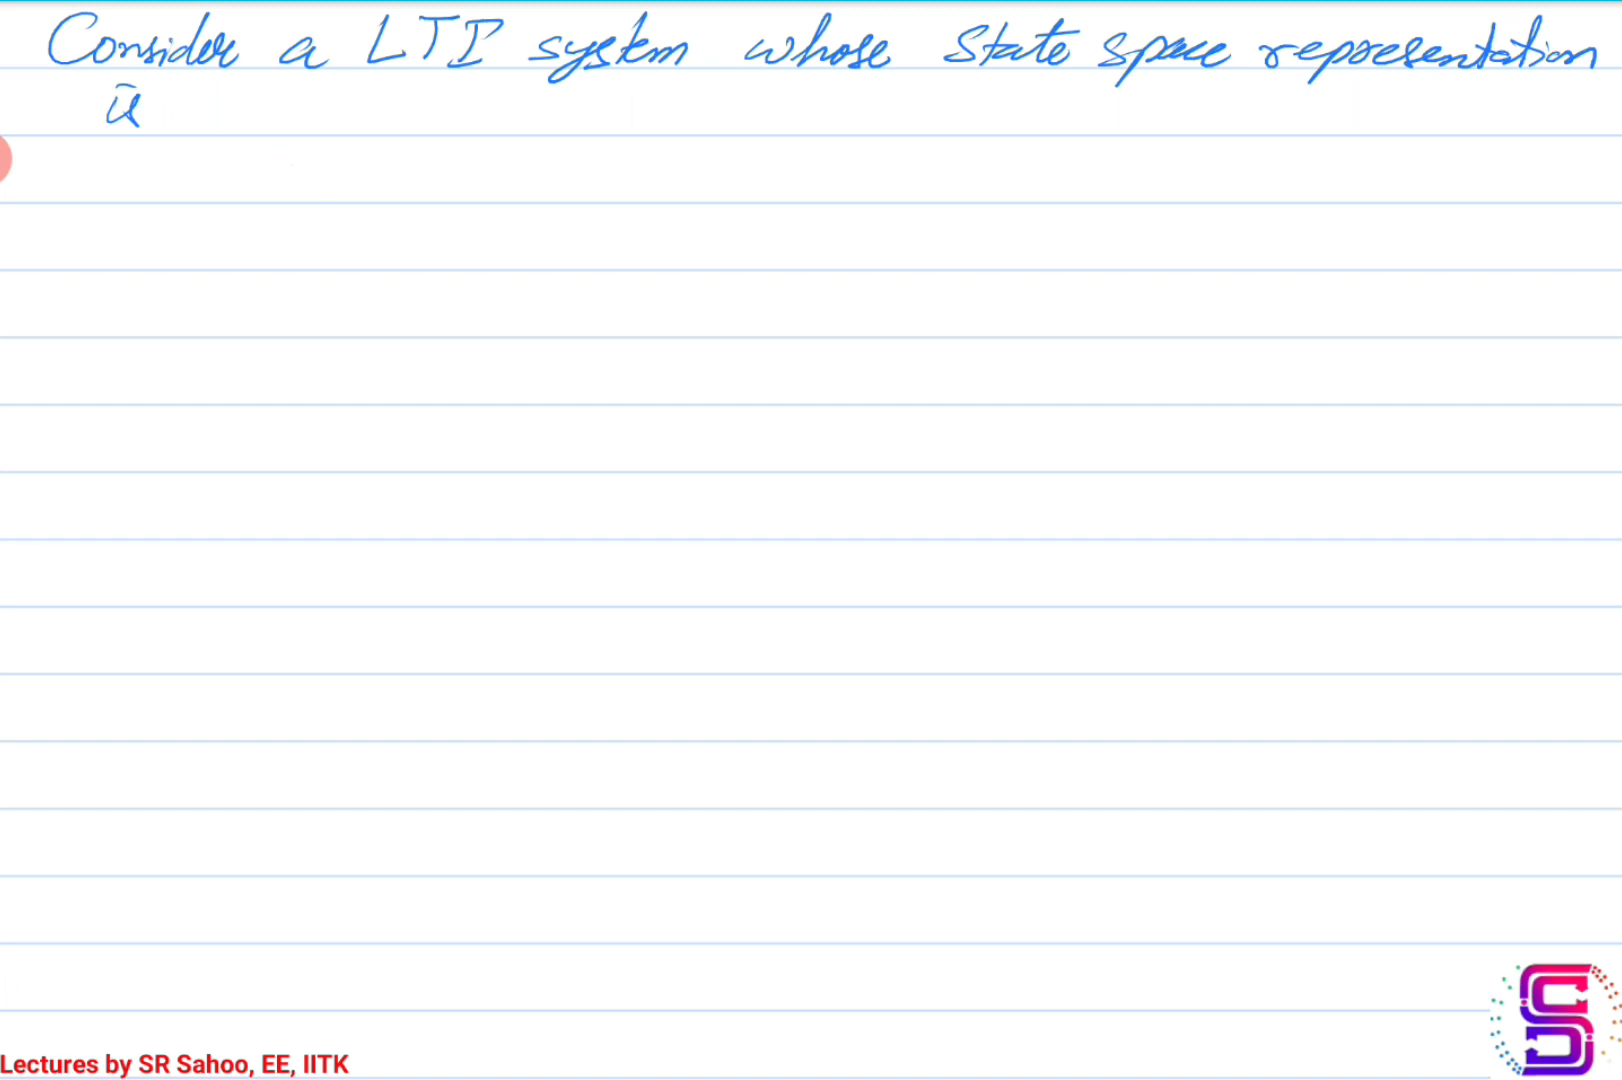 Consider a LTI system whose State space representation
is
Lectures by SR Sahoo, EE, IITK